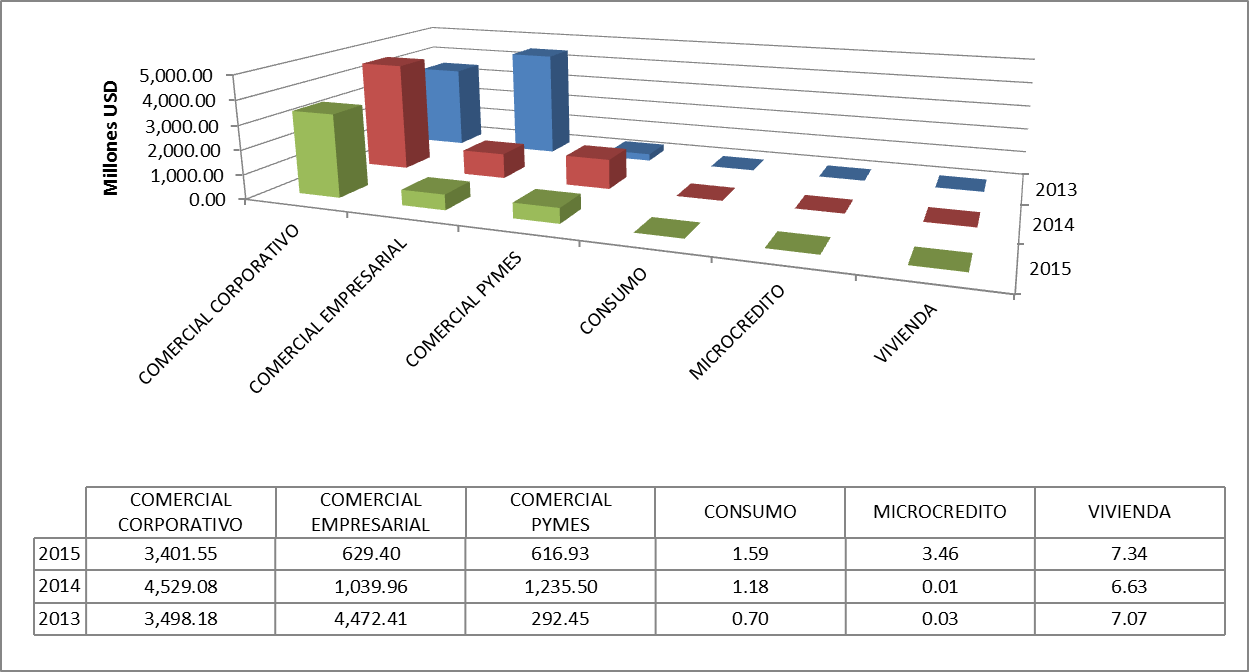 Millones USD
5,000.00
4,000.00
3,000.00
2,000.00
1,000.00
0.00
2013
2014
2015
COMERCIAL CORPORATIVO
COMERCIAL EMPRESARIAL
COMERCIAL PYMES
CONSUMO
MICROCREDITO
VIVIENDA
COMERCIAL CORPORATIVO COMERCIAL EMPRESARIAL COMERCIAL PYMES CONSUMO MICROCREDITO VIVIENDA
2015 3,401.55 629.40 616.93 1.59 3.46 7.34
2014 4,529.08 1,039.96 1,235.50 1.18 0.01 6.63
2013 3,498.18 4,472.41 292.45 0.70 0.03 7.07